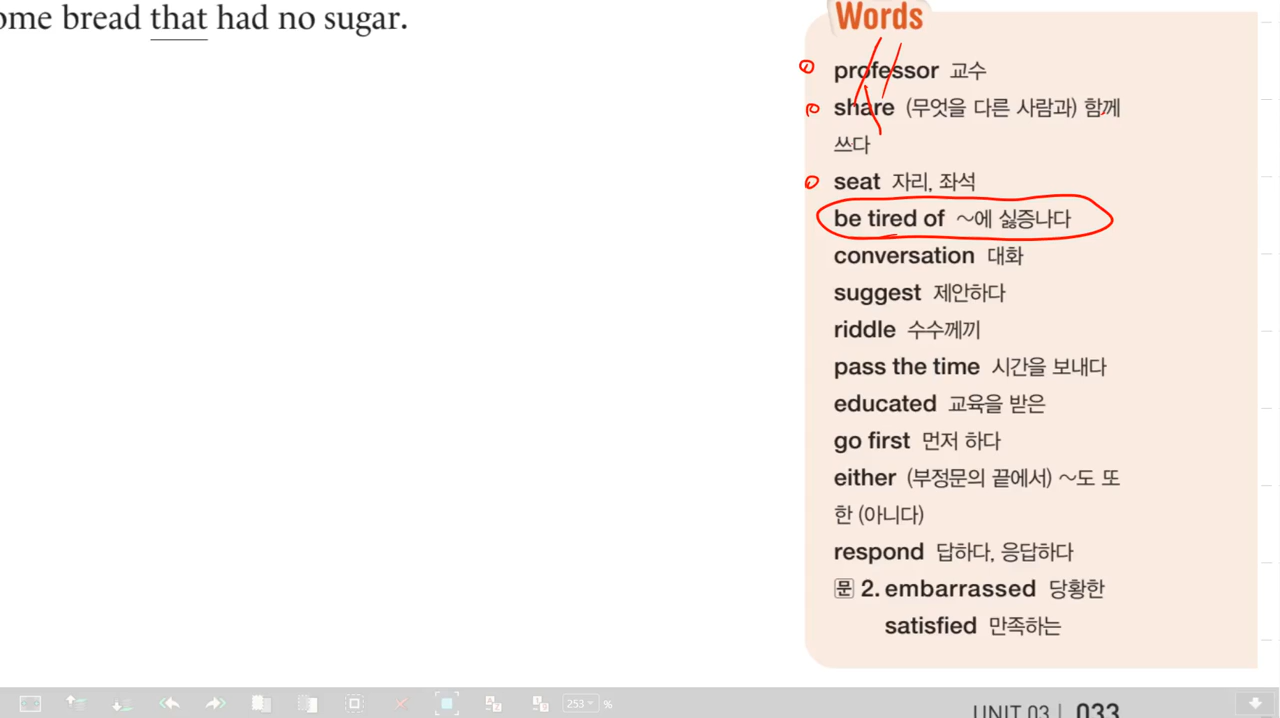 ome bread that had no sugar.
Words
professor 교수
share (무엇을 다른 사람과) 함께
쓰다
seat 자리, 좌석
be tired of ~에 싫증나다
conversation 대화
suggest 제안하다
riddle 수수께끼
pass the time 시간을 보내다
educated 교육을 받은
go first 먼저 하다
either (부정문의 끝에서) ~도 또
한 (아니다)
respond 답하다, 응답하다
문 2. embarrassed 당황한
satisfied 만족하는
253 %
UNIT 03 | 033